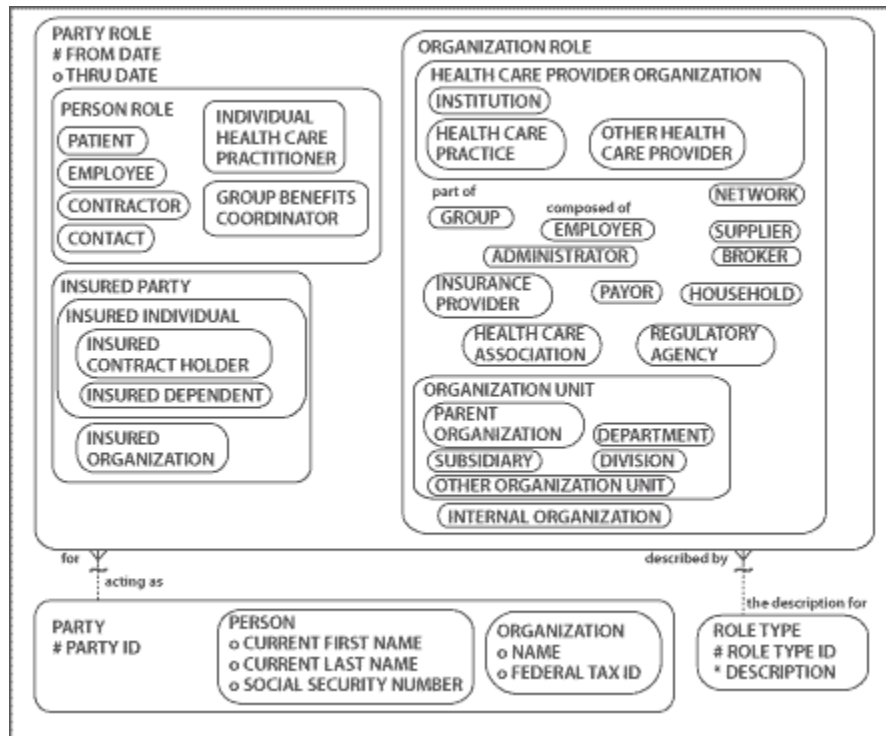 PARTY ROLE
# FROM DATE
o THRU DATE
PERSON ROLE
PATIENT
EMPLOYEE
CONTRACTOR
CONTACT
INDIVIDUAL
HEALTH CARE
PRACTITIONER
GROUP BENEFITS
COORDINATOR
INSURED PARTY
INSURED INDIVIDUAL
INSURED
CONTRACT HOLDER
INSURED DEPENDENT
INSURED
ORGANIZATION
ORGANIZATION ROLE
HEALTH CARE PROVIDER ORGANIZATION
INSTITUTION
HEALTH CARE
PRACTICE
OTHER HEALTH
CARE PROVIDER
part of
GROUP
composed of
EMPLOYER
NETWORK
SUPPLIER
ADMINISTRATOR
BROKER
INSURANCE
PROVIDER
PAYOR
HOUSEHOLD
HEALTH CARE
ASSOCIATION
REGULATORY
AGENCY
ORGANIZATION UNIT
PARENT
ORGANIZATION
DEPARTMENT
SUBSIDIARY
DIVISION
OTHER ORGANIZATION UNIT
INTERNAL ORGANIZATION
for
acting as
described by
the description for
PARTY
# PARTY ID
PERSON
o CURRENT FIRST NAME
o CURRENT LAST NAME
o SOCIAL SECURITY NUMBER
ORGANIZATION
o NAME
o FEDERAL TAX ID
ROLE TYPE
# ROLE TYPE ID
* DESCRIPTION